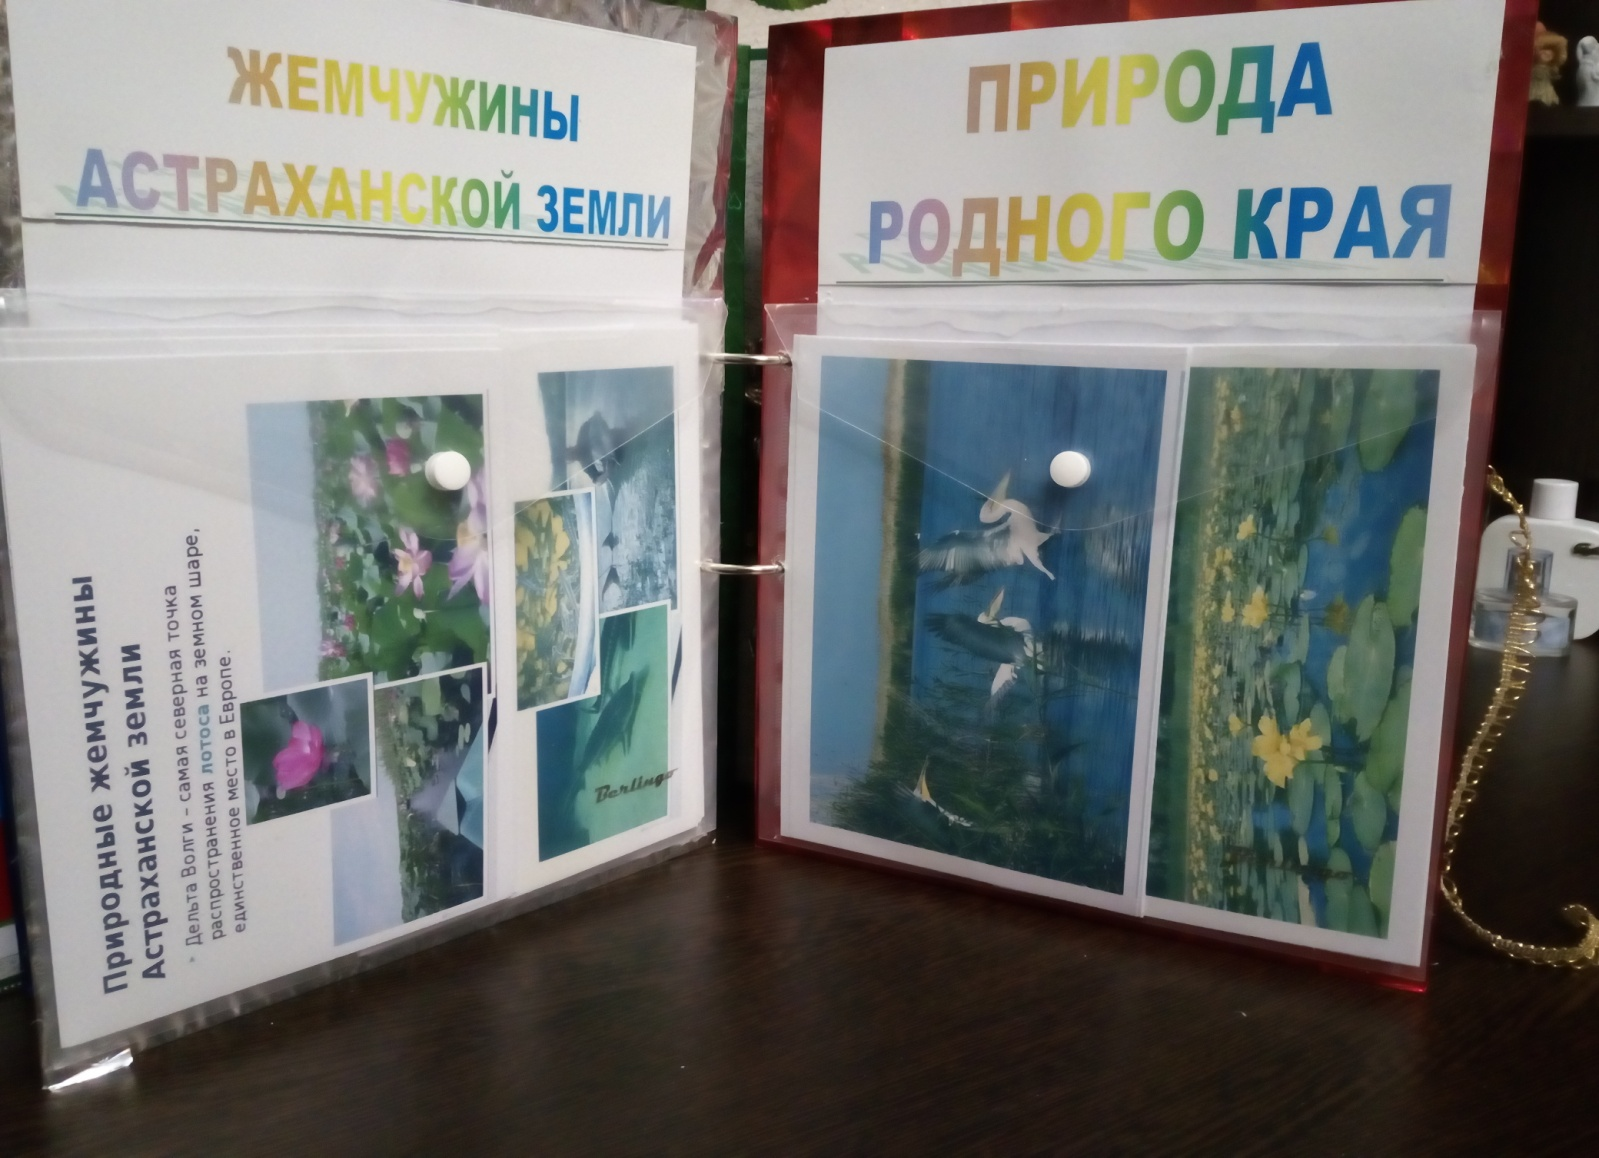 ЖЕМЧУЖИНЫ
АСТРАХАНСКОЙ ЗЕМЛИ
Природные жемчужины
Астраханской земли
Дельта Волги – самая северная точка
распространения лотоса на земном шаре,
единственное место в Европе.
Berlingo
ПРИРОДА
РОДНОГО КРАЯ
Berlingo